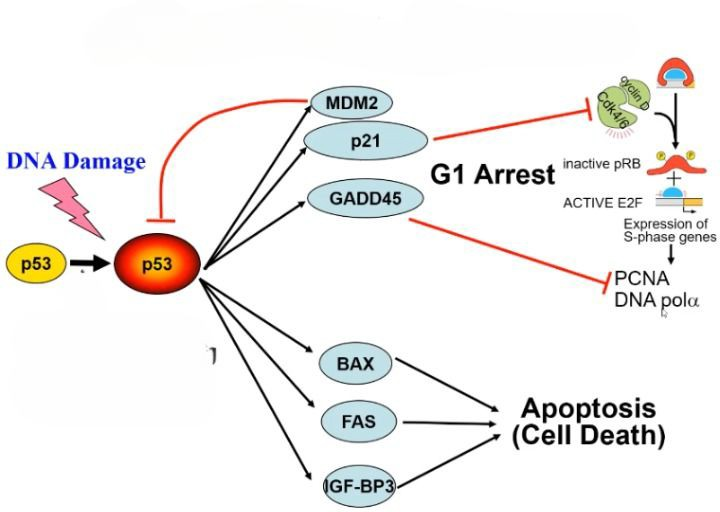 MDM2
p21
GADD45
DNA Damage
p53
p53
G1 Arrest
cyclin D
Cdk4/6
inactive pRB
P
P
+
ACTIVE E2F
Expression of
S-phase genes
PCNA
DNA polα
BAX
FAS
IGF-BP3
Apoptosis
(Cell Death)